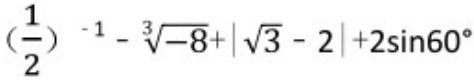 (1/2) ⁻¹ - ∛−8+|√3 - 2|+2sin60°